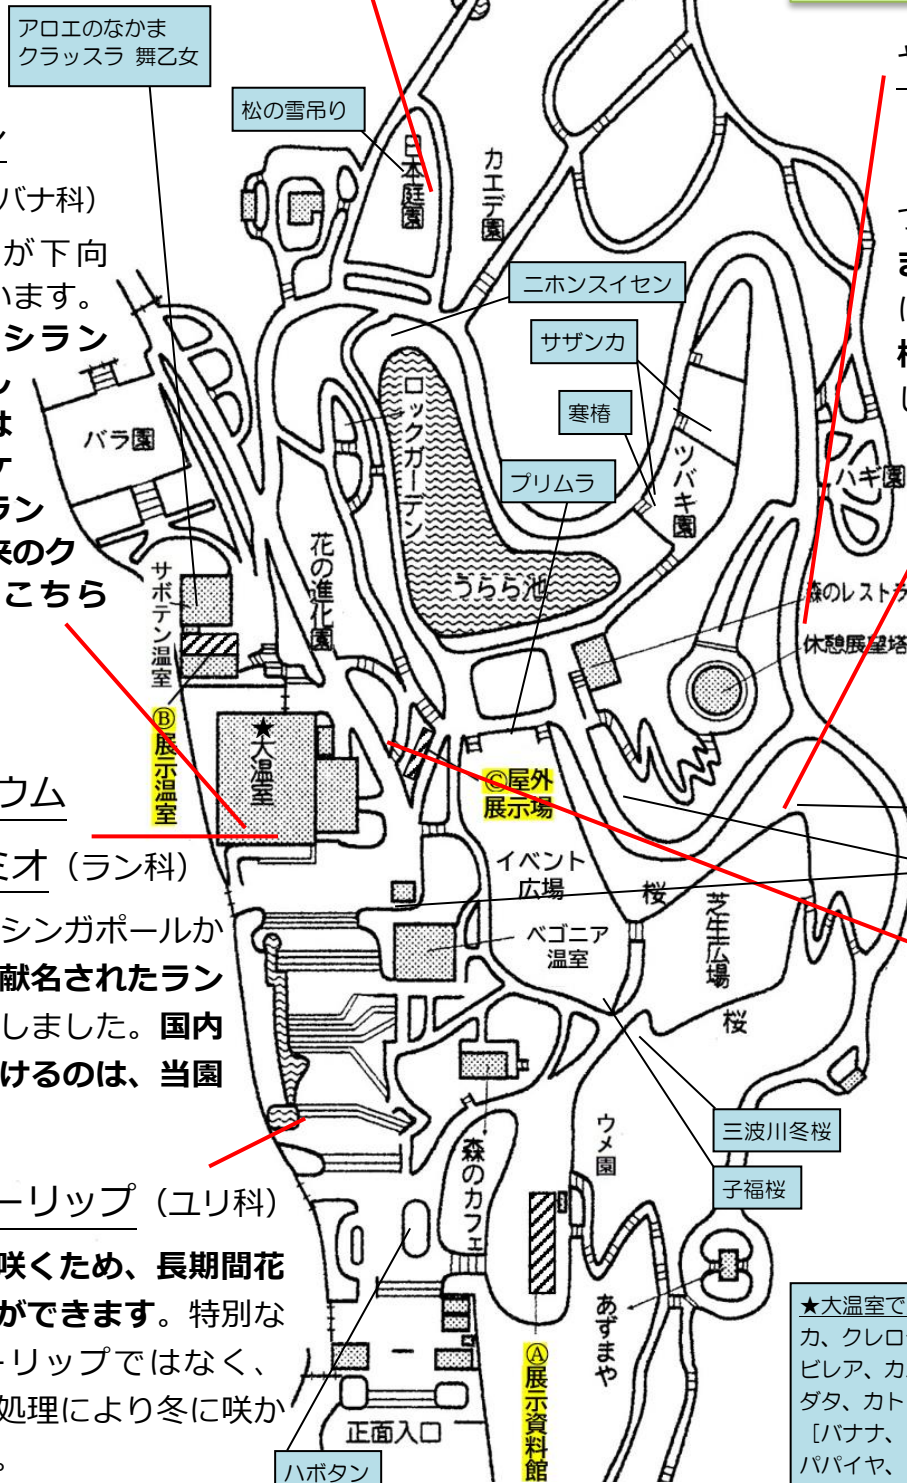 アロエのなかま
クラッスラ 舞乙女
松の雪吊り
日本庭園
カエデ園
バナ科）
が下向
います。
シラン
は
ケ
ラン
来のク
こちら
ニホンスイセン
サザンカ
寒椿
プリムラ
ロックガーデン
バラ園
ツバキ園
ハギ園
花の進化園
うらら池
サボテン温室
森のレストラ
休憩展望塔
Ⓑ展示温室
★大温室
Ⓒ屋外
展示場
ウム
ミオ（ラン科）
シンガポールか
献名されたラン
しました。国内
けるのは、当園
イベント
広場
ベゴニア
温室
桜
芝生広場
桜
三波川冬桜
子福桜
ウメ園
森のカフェ
ーリップ（ユリ科）
咲くため、長期間花
ができます。特別な
ーリップではなく、
処理により冬に咲か
。
あずまや
Ⓐ展示資料館
正面入口
ハボタン
★大温室で
カ、クレロ
ビレア、カ
ダタ、カト
［バナナ、
パパイヤ、